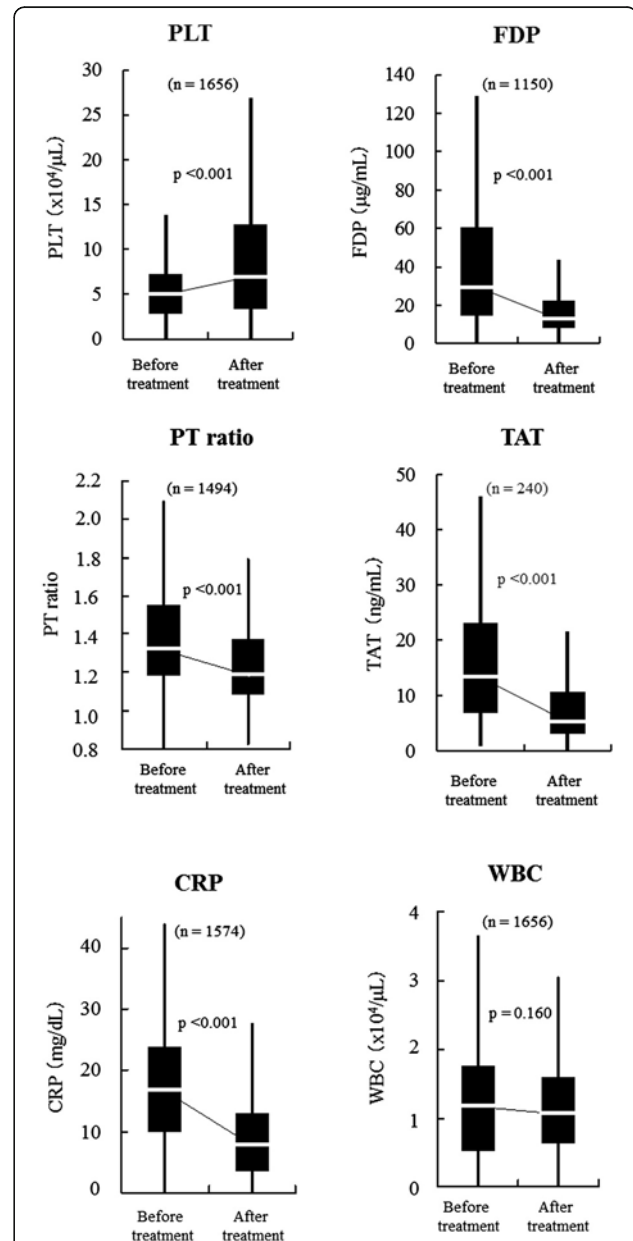 PLT
(n = 1656)
p <0.001
PLT (x10⁴/μL)
30
25
20
15
10
5
0
Before
treatment
After
treatment
FDP
(n = 1150)
p <0.001
FDP (μg/mL)
140
120
100
80
60
40
20
0
Before
treatment
After
treatment
PT ratio
(n = 1494)
p <0.001
PT ratio
2.2
2.0
1.8
1.6
1.4
1.2
1.0
0.8
Before
treatment
After
treatment
TAT
(n = 240)
p <0.001
TAT (ng/mL)
50
40
30
20
10
0
Before
treatment
After
treatment
CRP
(n = 1574)
p <0.001
CRP (mg/dL)
40
30
20
10
0
Before
treatment
After
treatment
WBC
(n = 1656)
p = 0.160
WBC (x10⁴/μL)
4
3
2
1
0
Before
treatment
After
treatment